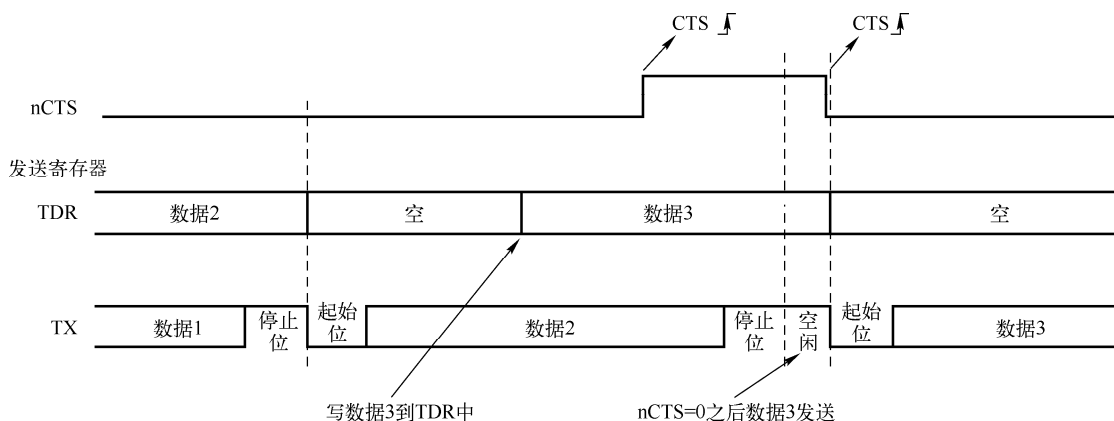 CTS
CTS
nCTS
发送寄存器
TDR
数据2
空
数据3
空
TX
数据1
停止
位
起始
位
数据2
停止
位
空
闲
起始
位
数据3
写数据3到TDR中
nCTS=0之后数据3发送